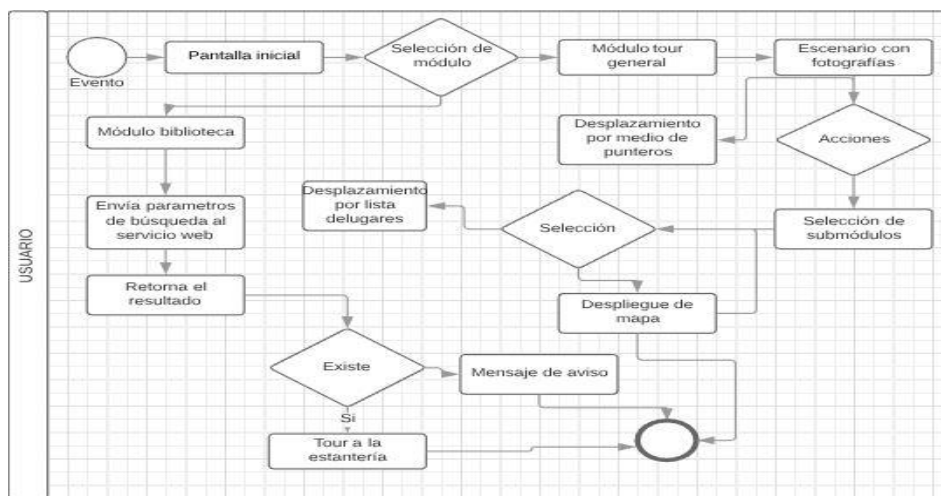 USUARIO
Evento
Pantalla inicial
Selección de
módulo
Módulo tour
general
Escenario con
fotografías
Módulo biblioteca
Desplazamiento
por medio de
punteros
Acciones
Envía parametros
de búsqueda al
servicio web
Desplazamiento
por lista
delugares
Selección
Selección de
submódulos
Retorna el
resultado
Despliegue de
mapa
Existe
Mensaje de aviso
Si
Tour a la
estantería